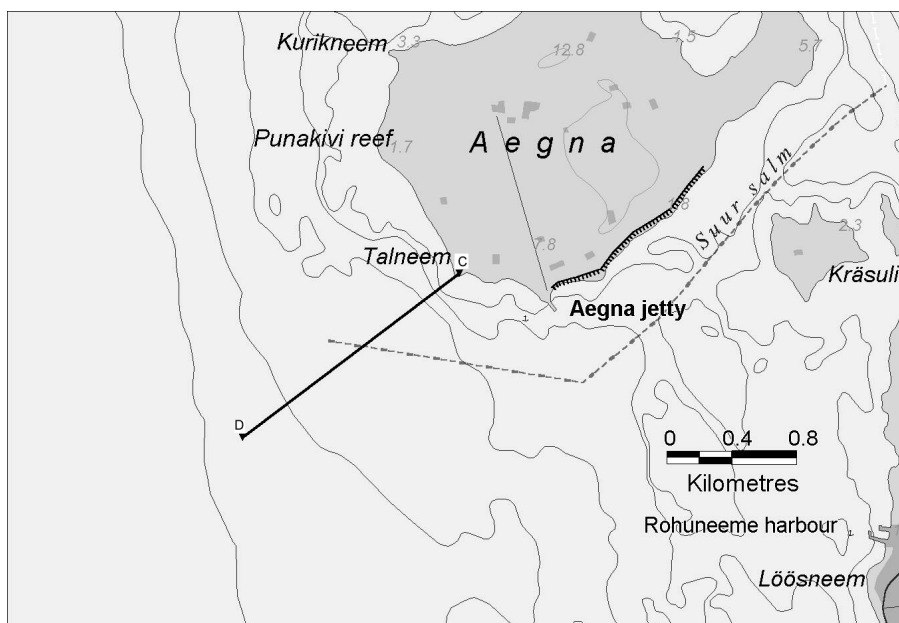 Kurikneem
3.3
12.8
1.5
5.7
Punakivi reef
1.7
Aegna
Suur salm
7.8
2.3
Talneem
C
Kräsuli
Aegna jetty
D
0 0.4 0.8
Kilometres
Rohuneeme harbour
Löösneem